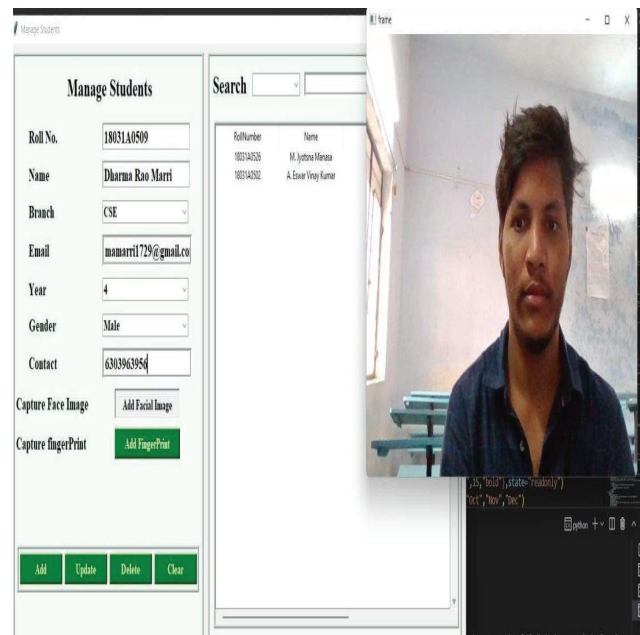 Manage Students
frame
Manage Students
Search
Roll No. 18031A0509
Name Dharma Rao Marri
Branch CSE
Email mamarri1729@gmail.co
Year 4
Gender Male
Contact 6303963956
Capture Face Image Add Facial Image
Capture fingerPrint Add FingerPrint
Add Update Delete Clear
RollNumber Name
18031A0526 M. Jyotsna Manasa
18031A0502 A. Eswar Vinay Kumar
",15,"bold"),state="readonly")
"Oct","Nov","Dec")
python